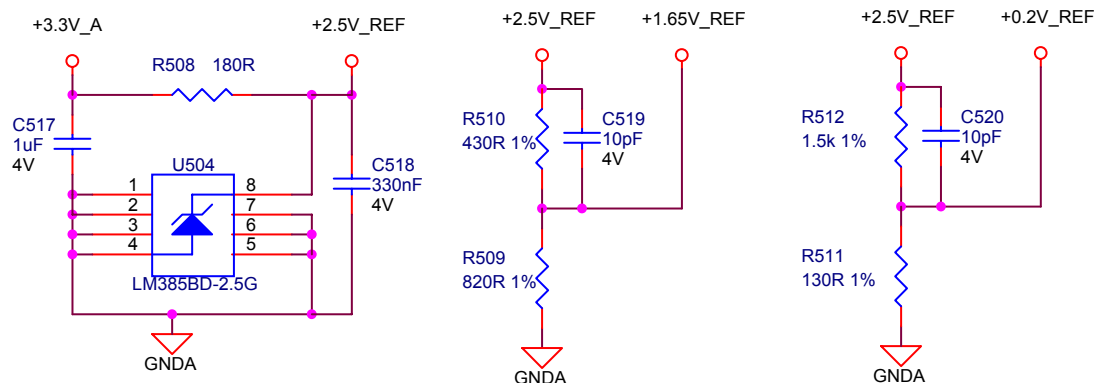 +3.3V_A
+2.5V_REF
R508 180R
C517
1uF
4V
U504
1
2
3
4
8
7
6
5
LM385BD-2.5G
C518
330nF
4V
GNDA
+2.5V_REF
+1.65V_REF
R510
430R 1%
C519
10pF
4V
R509
820R 1%
GNDA
+2.5V_REF
+0.2V_REF
R512
1.5k 1%
C520
10pF
4V
R511
130R 1%
GNDA